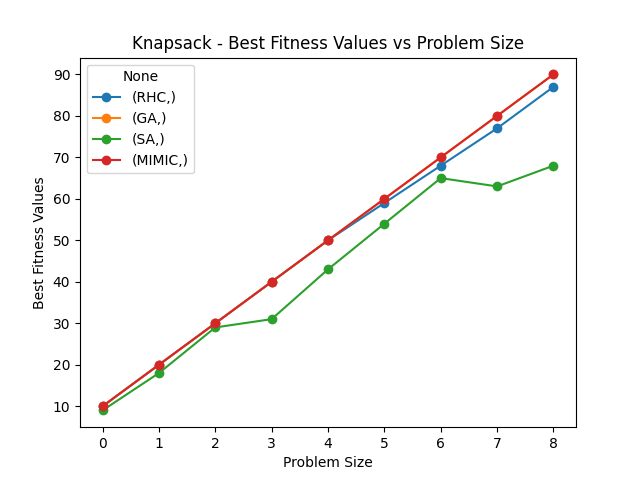 Knapsack - Best Fitness Values vs Problem Size
None
(RHC,)
(GA,)
(SA,)
(MIMIC,)
Best Fitness Values
90
80
70
60
50
40
30
20
10
0 1 2 3 4 5 6 7 8
Problem Size